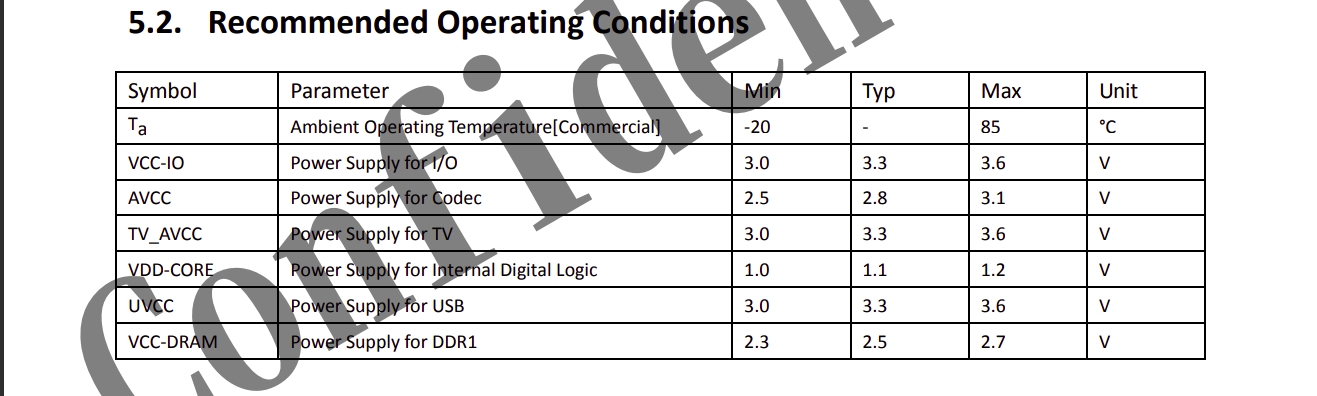 5.2. Recommended Operating Conditions
Symbol Parameter Min Typ Max Unit
Ta Ambient Operating Temperature[Commercial] -20 - 85 °C
VCC-IO Power Supply for I/O 3.0 3.3 3.6 V
AVCC Power Supply for Codec 2.5 2.8 3.1 V
TV_AVCC Power Supply for TV 3.0 3.3 3.6 V
VDD-CORE Power Supply for Internal Digital Logic 1.0 1.1 1.2 V
UVCC Power Supply for USB 3.0 3.3 3.6 V
VCC-DRAM Power Supply for DDR1 2.3 2.5 2.7 V
Confiden